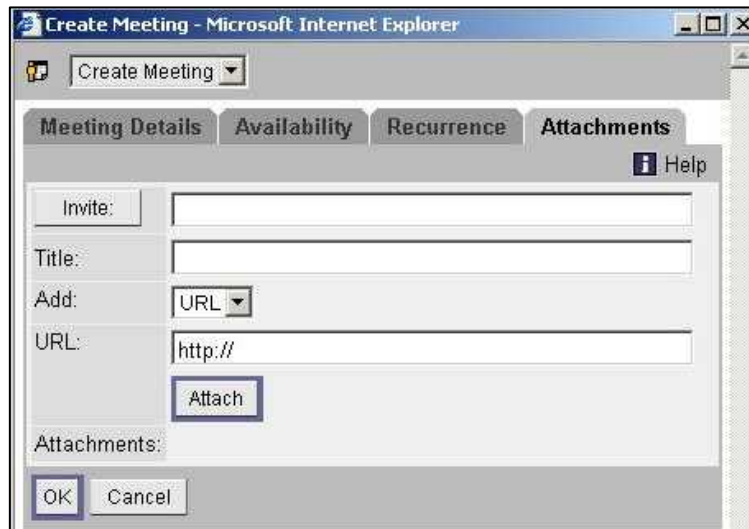 Create Meeting - Microsoft Internet Explorer
Create Meeting
Meeting Details Availability Recurrence Attachments
i Help
Invite:
Title:
Add: URL
URL: http://
Attach
Attachments:
OK Cancel